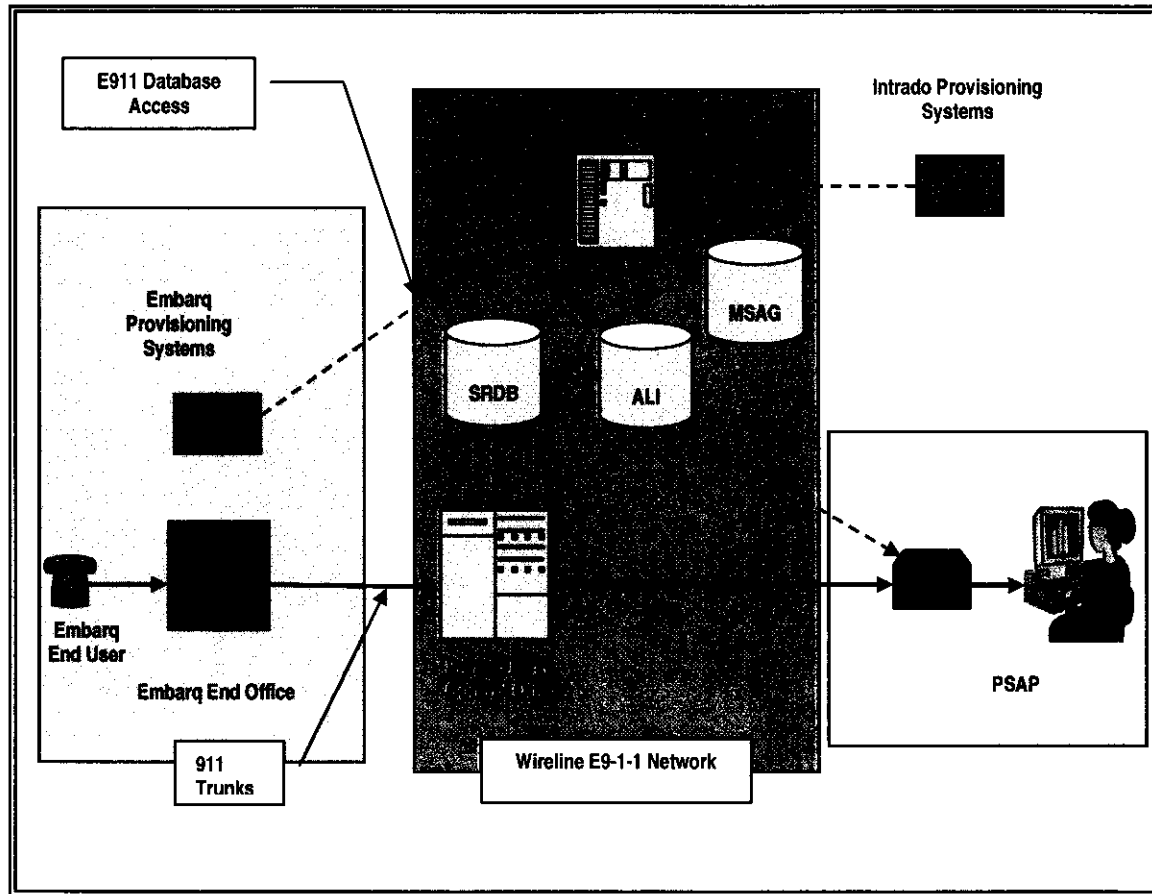 E911 Database
Access
Intrado Provisioning
Systems
Embarq
Provisioning
Systems
MSAG
SRDB
ALI
Embarq
End User
Embarq End Office
PSAP
911
Trunks
Wireline E9-1-1 Network